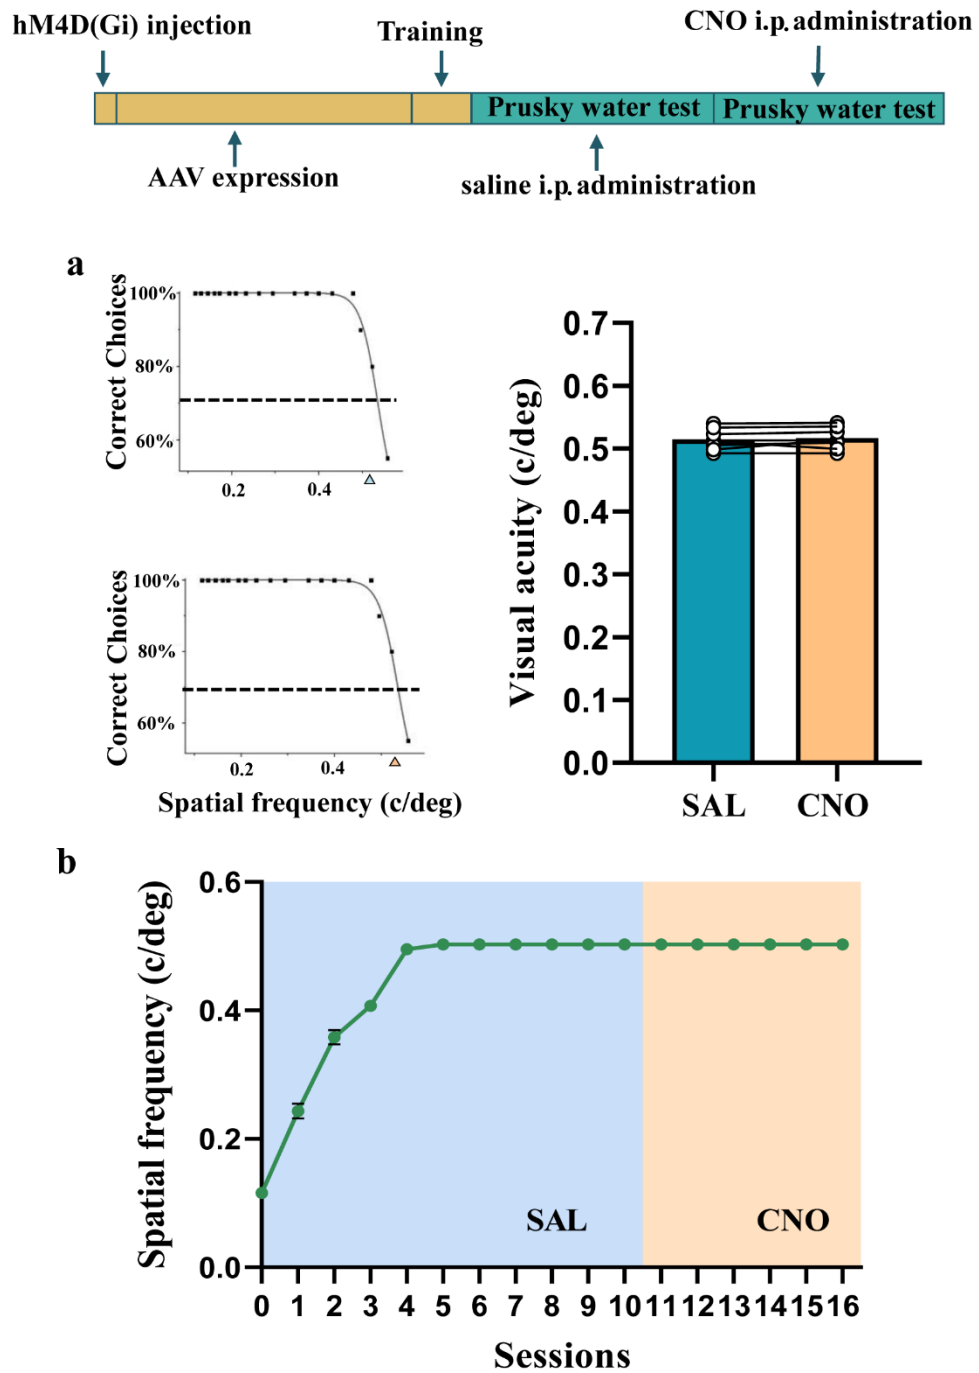 hM4D(Gi) injection
Training
CNO i.p. administration
Prusky water test
Prusky water test
AAV expression
saline i.p. administration
a
Correct Choices
100%
80%
60%
0.2
0.4
Correct Choices
100%
80%
60%
0.2
0.4
Spatial frequency (c/deg)
Visual acuity (c/deg)
0.7
0.6
0.5
0.4
0.3
0.2
0.1
0.0
SAL
CNO
b
Spatial frequency (c/deg)
0.6
0.4
0.2
0.0
SAL
CNO
0 1 2 3 4 5 6 7 8 9 10 11 12 13 14 15 16
Sessions